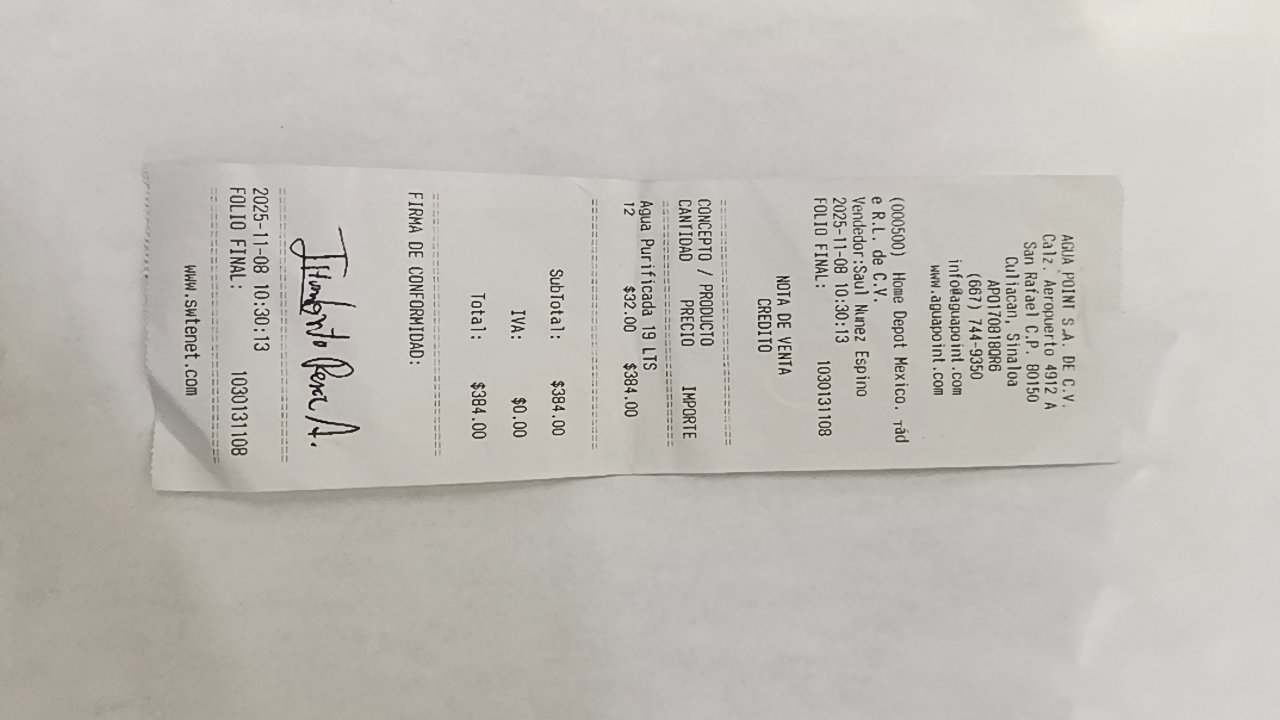 AGUA POINT S.A. DE C.V.
Calz. Aeropuerto 4912 A
San Rafael C.P. 80150
Culiacan, Sinaloa
APO170818QR6
(667) 744-9350
info@aguapoint.com
www.aguapoint.com
(000500) Home Depot Mexico.
e R.L. de C.V.
Vendedor:Saul Nunez Espino
2025-11-08 10:30:13
FOLIO FINAL: 1030131108
NOTA DE VENTA
CREDITO
CONCEPTO / PRODUCTO
CANTIDAD PRECIO IMPORTE
Agua Purificada 19 LTS
12 $32.00 $384.00
SubTotal: $384.00
IVA: $0.00
Total: $384.00
FIRMA DE CONFORMIDAD:
2025-11-08 10:30:13
FOLIO FINAL: 1030131108
www.swtenet.com